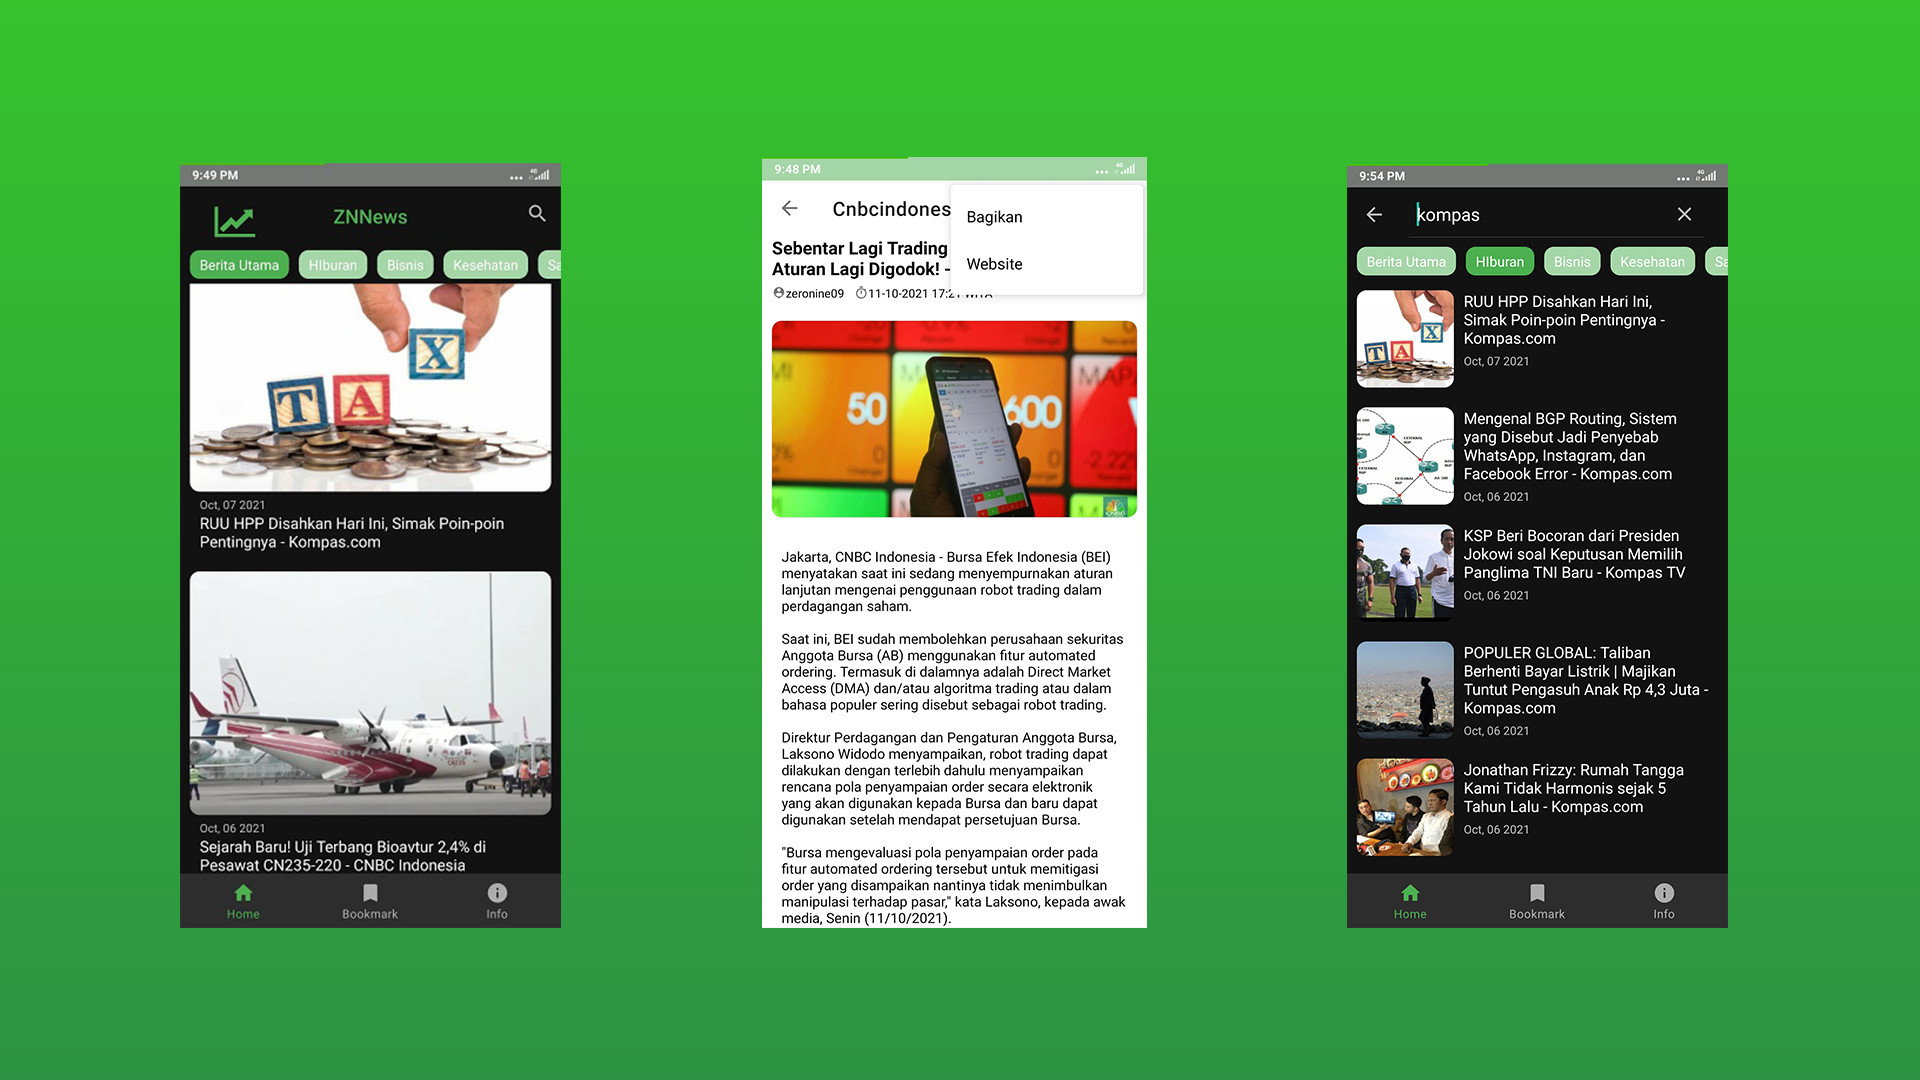 9:49 PM
4G
ZNNews
Berita Utama
HIburan
Bisnis
Kesehatan
Sa
T
A
X
Oct, 07 2021
RUU HPP Disahkan Hari Ini, Simak Poin-poin
Pentingnya - Kompas.com
Oct, 06 2021
Sejarah Baru! Uji Terbang Bioavtur 2,4% di
Pesawat CN235-220 - CNBC Indonesia
Home
Bookmark
Info
9:48 PM
4G
Cnbcindones
Bagikan
Website
Sebentar Lagi Trading
Aturan Lagi Digodok! -
zeronine09
11-10-2021 17:21 WITA
50
600
Jakarta, CNBC Indonesia - Bursa Efek Indonesia (BEI)
menyatakan saat ini sedang menyempurnakan aturan
lanjutan mengenai penggunaan robot trading dalam
perdagangan saham.
Saat ini, BEI sudah membolehkan perusahaan sekuritas
Anggota Bursa (AB) menggunakan fitur automated
ordering. Termasuk di dalamnya adalah Direct Market
Access (DMA) dan/atau algoritma trading atau dalam
bahasa populer sering disebut sebagai robot trading.
Direktur Perdagangan dan Pengaturan Anggota Bursa,
Laksono Widodo menyampaikan, robot trading dapat
dilakukan dengan terlebih dahulu menyampaikan
rencana pola penyampaian order secara elektronik
yang akan digunakan kepada Bursa dan baru dapat
digunakan setelah mendapat persetujuan Bursa.
"Bursa mengevaluasi pola penyampaian order pada
fitur automated ordering tersebut untuk memitigasi
order yang disampaikan nantinya tidak menimbulkan
manipulasi terhadap pasar," kata Laksono, kepada awak
media, Senin (11/10/2021).
9:54 PM
4G
kompas
Berita Utama
HIburan
Bisnis
Kesehatan
Sa
T
A
X
RUU HPP Disahkan Hari Ini,
Simak Poin-poin Pentingnya -
Kompas.com
Oct, 07 2021
Mengenal BGP Routing, Sistem
yang Disebut Jadi Penyebab
WhatsApp, Instagram, dan
Facebook Error - Kompas.com
Oct, 06 2021
KSP Beri Bocoran dari Presiden
Jokowi soal Keputusan Memilih
Panglima TNI Baru - Kompas TV
Oct, 06 2021
POPULER GLOBAL: Taliban
Berhenti Bayar Listrik | Majikan
Tuntut Pengasuh Anak Rp 4,3 Juta -
Kompas.com
Oct, 06 2021
Jonathan Frizzy: Rumah Tangga
Kami Tidak Harmonis sejak 5
Tahun Lalu - Kompas.com
Oct, 06 2021
Home
Bookmark
Info